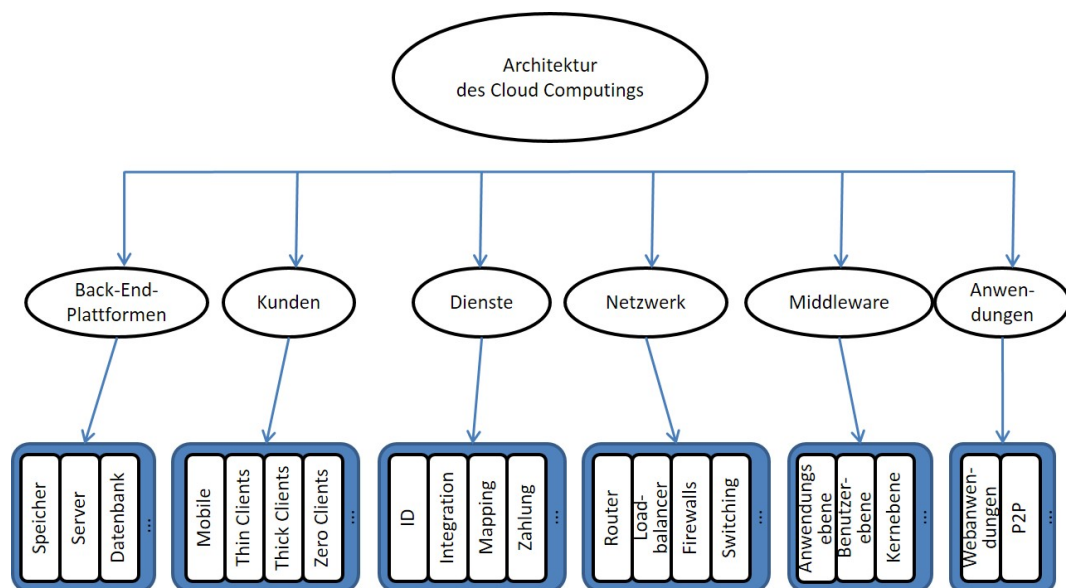 Architektur
des Cloud Computings
Back-End-
Plattformen
Kunden
Dienste
Netzwerk
Middleware
Anwen-
dungen
Speicher
Server
Datenbank
...
Mobile
Thin Clients
Thick Clients
Zero Clients
...
ID
Integration
Mapping
Zahlung
...
Router
Load-
balancer
Firewalls
Switching
...
Anwendungs
ebene
Benutzer-
ebene
Kernebene
...
Webanwen-
dungen
P2P
...